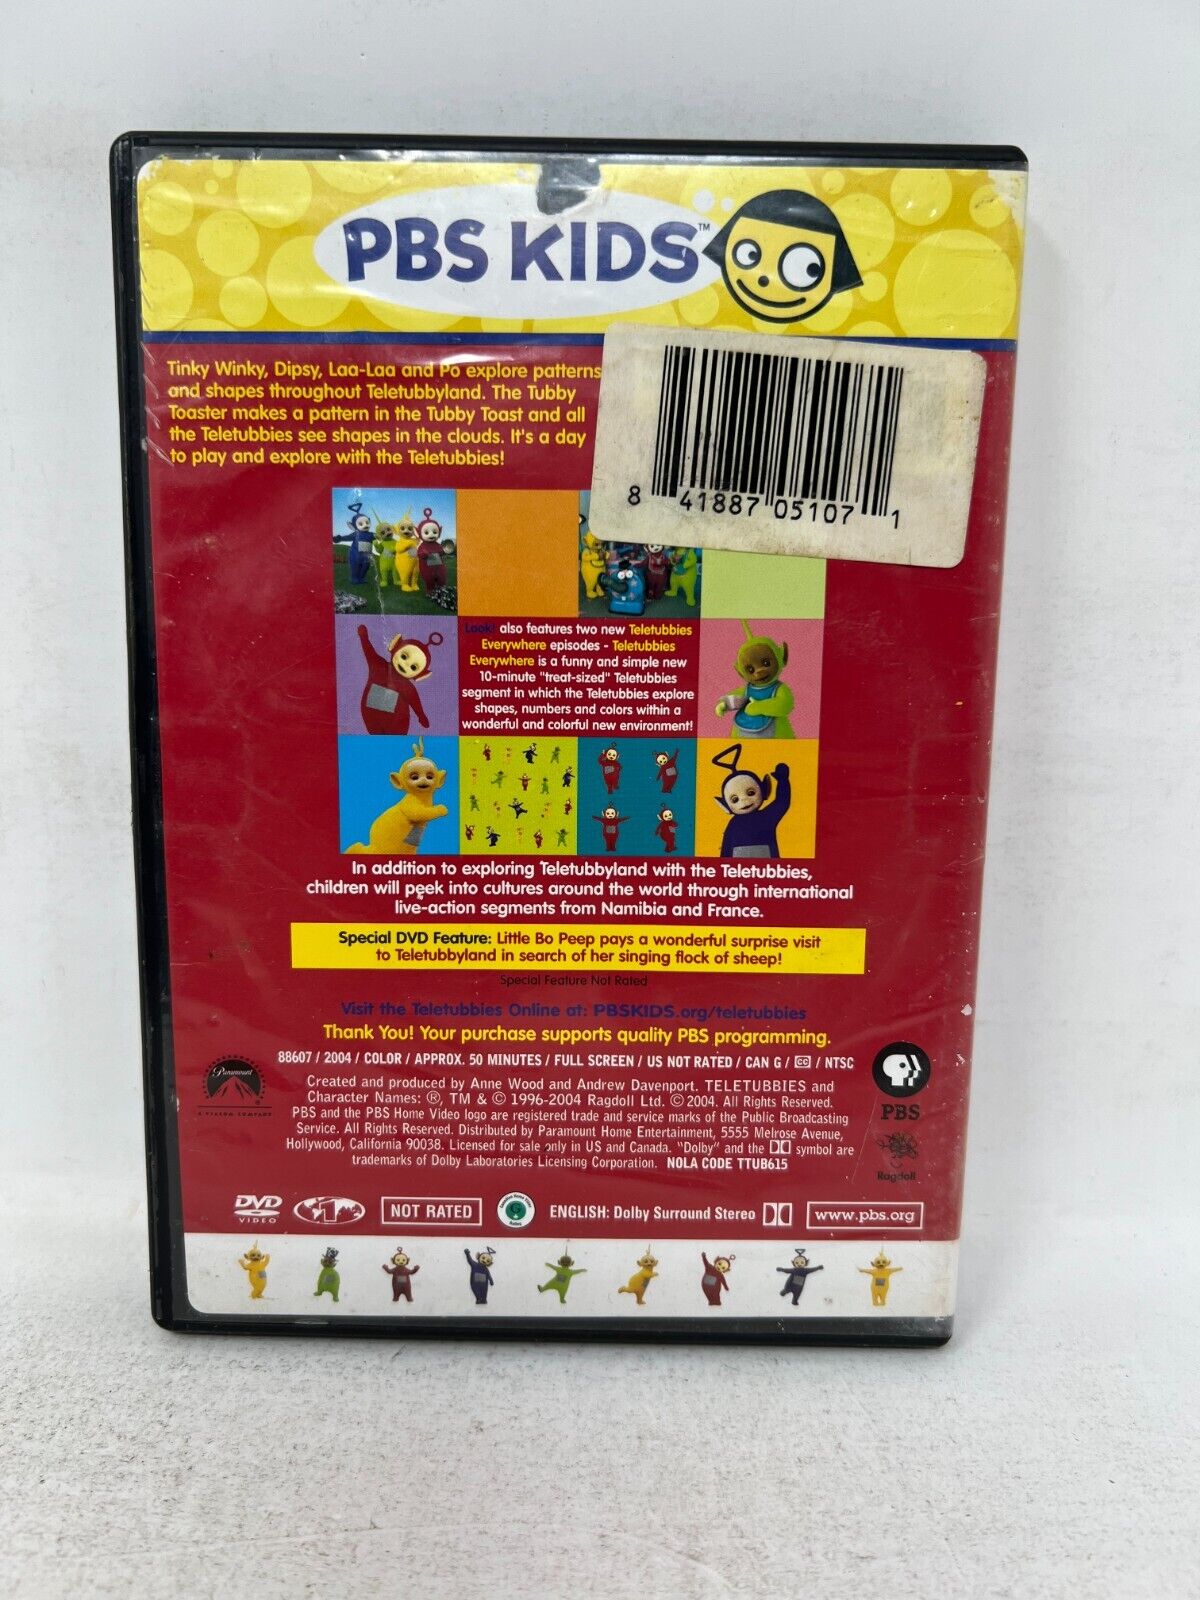 PBS KIDS™
Tinky Winky, Dipsy, Laa-Laa and Po explore patterns
and shapes throughout Teletubbyland. The Tubby
Toaster makes a pattern in the Tubby Toast and all
the Teletubbies see shapes in the clouds. It's a day
to play and explore with the Teletubbies!
8 41887 05107 1
Look! also features two new Teletubbies
Everywhere episodes - Teletubbies
Everywhere is a funny and simple new
10-minute "treat-sized" Teletubbies
segment in which the Teletubbies explore
shapes, numbers and colors within a
wonderful and colorful new environment!
In addition to exploring Teletubbyland with the Teletubbies,
children will peek into cultures around the world through international
live-action segments from Namibia and France.
Special DVD Feature: Little Bo Peep pays a wonderful surprise visit
to Teletubbyland in search of her singing flock of sheep!
Special Feature Not Rated
Visit the Teletubbies Online at: PBSKIDS.org/teletubbies
Thank You! Your purchase supports quality PBS programming.
88607 / 2004 / COLOR / APPROX. 50 MINUTES / FULL SCREEN / US NOT RATED / CAN G / CC / NTSC
Paramount
A VIACOM COMPANY
Created and produced by Anne Wood and Andrew Davenport. TELETUBBIES and
Character Names: ®, TM & © 1996-2004 Ragdoll Ltd. © 2004. All Rights Reserved.
PBS and the PBS Home Video logo are registered trade and service marks of the Public Broadcasting
Service. All Rights Reserved. Distributed by Paramount Home Entertainment, 5555 Melrose Avenue,
Hollywood, California 90038. Licensed for sale only in US and Canada. "Dolby" and the DD symbol are
trademarks of Dolby Laboratories Licensing Corporation. NOLA CODE TTUB615
PBS
Ragdoll
DVD
VIDEO
1
NOT RATED
G
ENGLISH: Dolby Surround Stereo
www.pbs.org